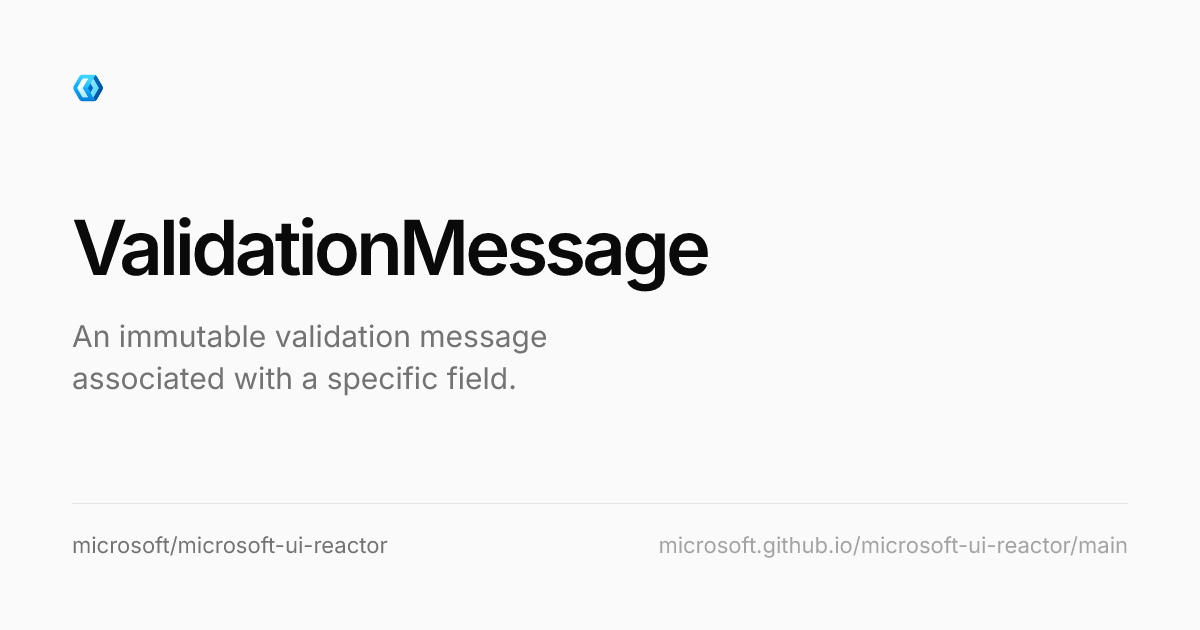 ValidationMessage
An immutable validation message
associated with a specific field.
microsoft/microsoft-ui-reactor
microsoft.github.io/microsoft-ui-reactor/main